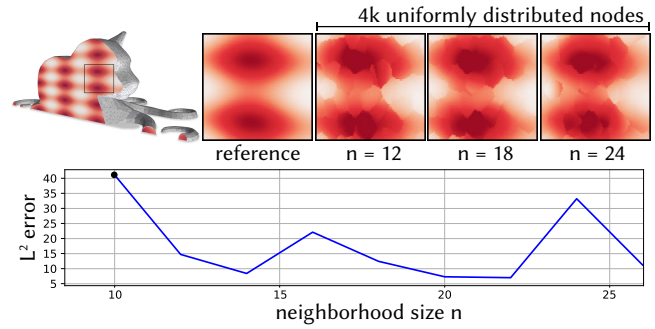 4k uniformly distributed nodes
reference
n = 12
n = 18
n = 24
L² error
40
35
30
25
20
15
10
5
10
15
20
25
neighborhood size n